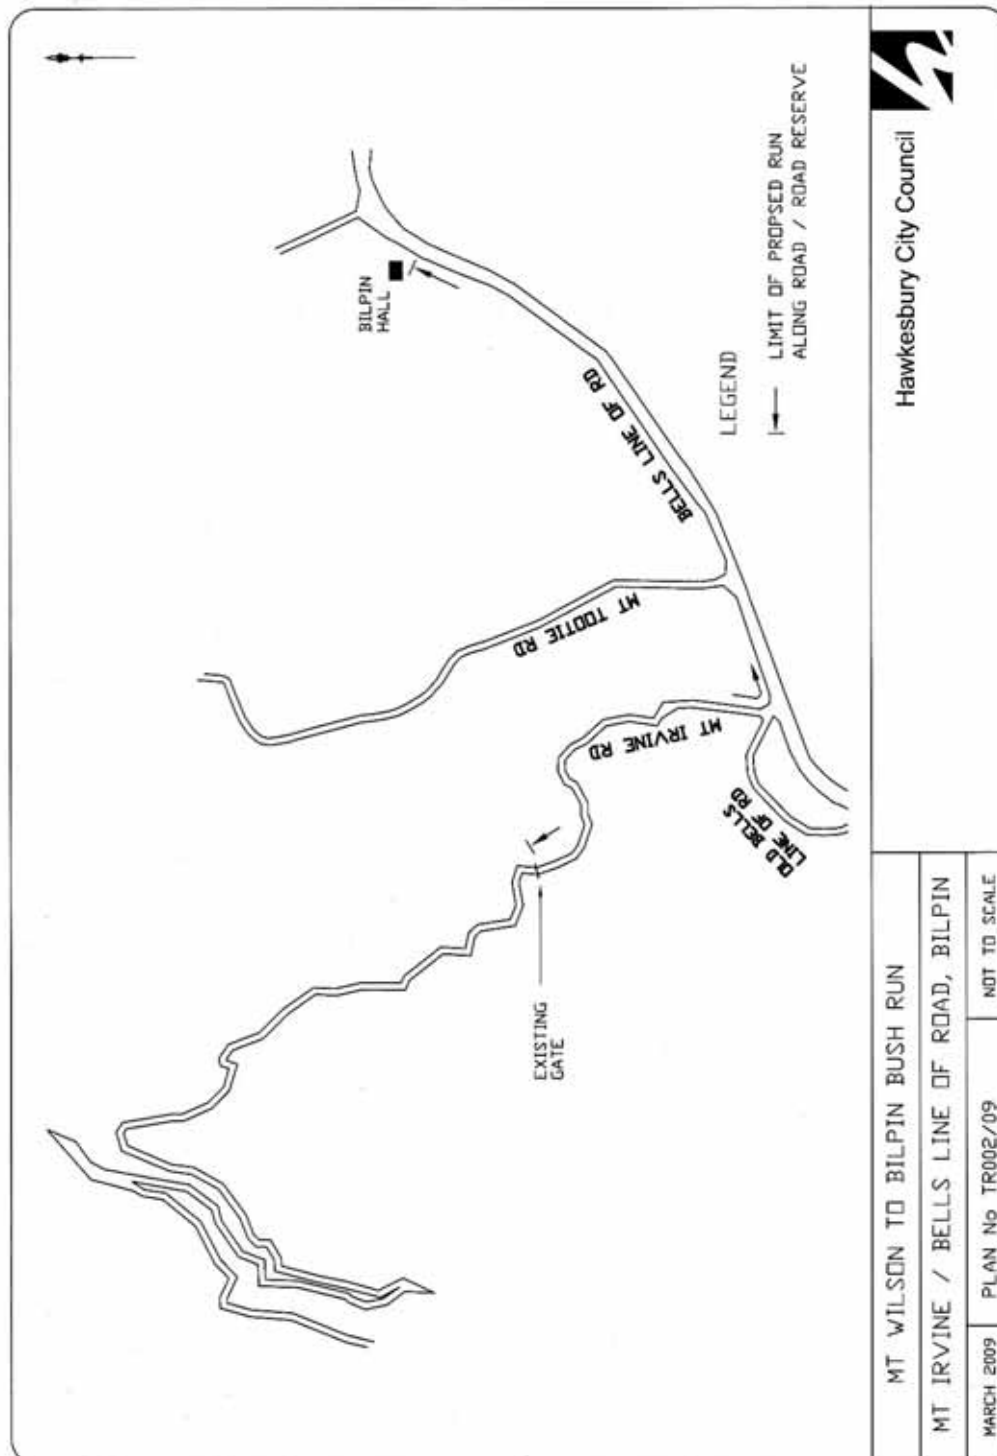 BILPIN
HALL
BELLS LINE OF RD
MT TOOTIE RD
MT IRVINE RD
OLD BELLS
LINE OF RD
EXISTING
GATE
LEGEND
LIMIT OF PROPSED RUN
ALONG ROAD / ROAD RESERVE
Hawkesbury City Council
MT WILSON TO BILPIN BUSH RUN
MT IRVINE / BELLS LINE OF ROAD, BILPIN
MARCH 2009
PLAN No TR002/09
NOT TO SCALE